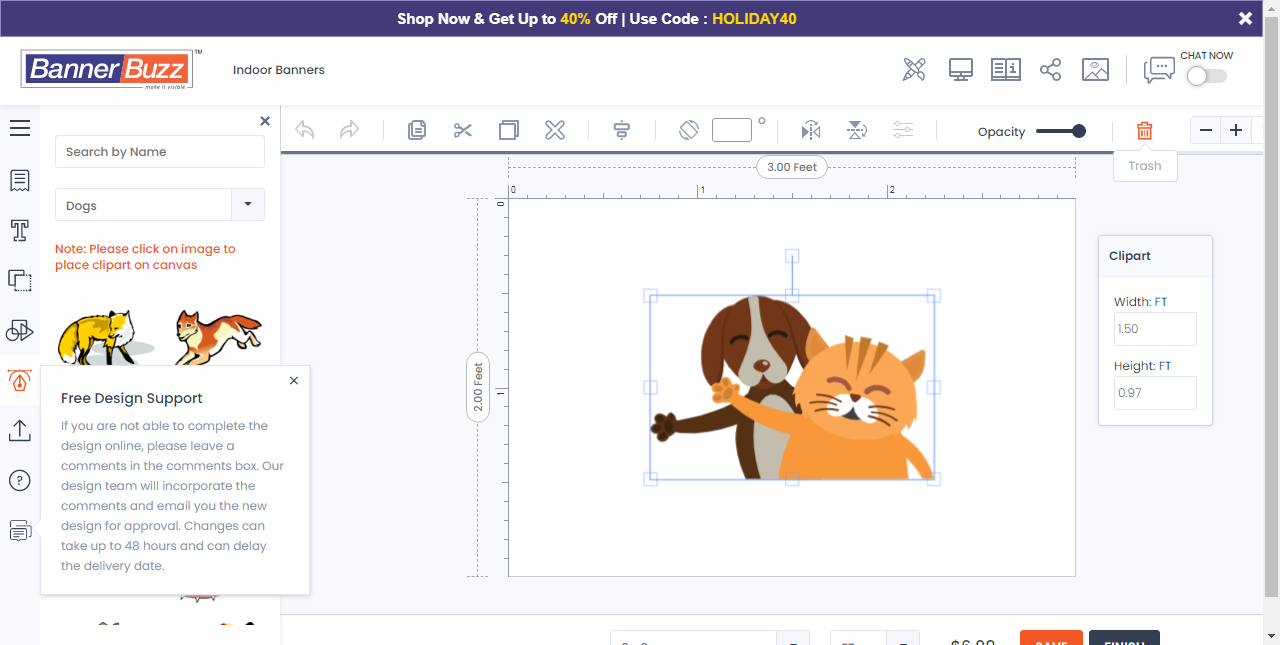 Shop Now & Get Up to 40% Off | Use Code : HOLIDAY40
BannerBuzz™
make it visible
Indoor Banners
CHAT NOW
Search by Name
Dogs
Note: Please click on image to
place clipart on canvas
Opacity
Trash
3.00 Feet
0 1 2
0
2.00 Feet
1
Clipart
Width: FT
1.50
Height: FT
0.97
Free Design Support
If you are not able to complete the
design online, please leave a
comments in the comments box. Our
design team will incorporate the
comments and email you the new
design for approval. Changes can
take up to 48 hours and can delay
the delivery date.
$6.99
SAVE
FINISH